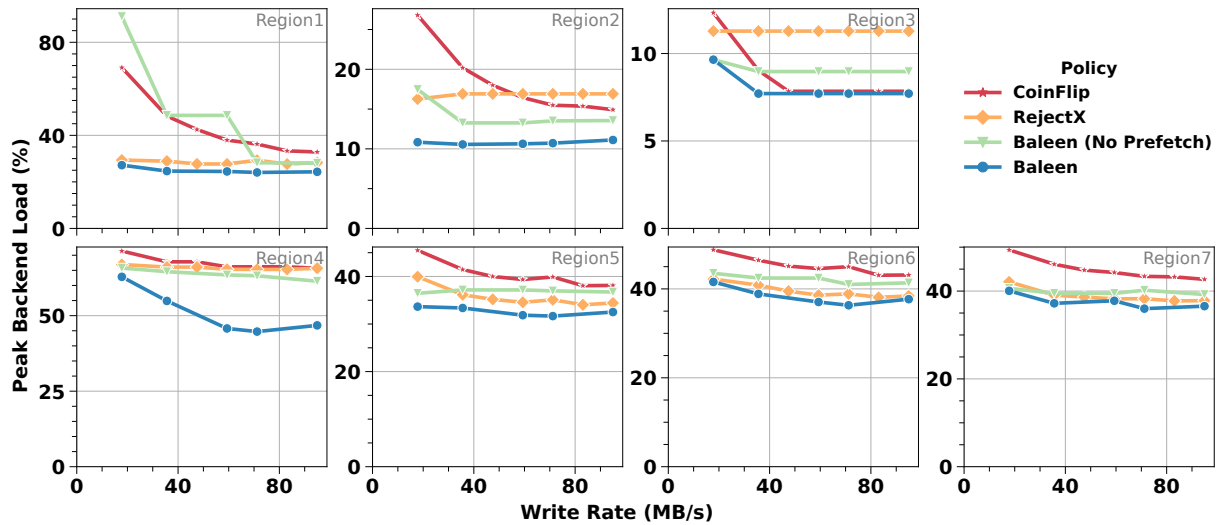 Peak Backend Load (%)
Region1
80
40
0
Region2
20
10
0
Region3
10
5
0
Policy
CoinFlip
RejectX
Baleen (No Prefetch)
Baleen
Region4
50
0
0 40 80
Region5
40
20
0
0 40 80
Region6
40
20
0
0 40 80
Region7
40
20
0
0 40 80
Write Rate (MB/s)